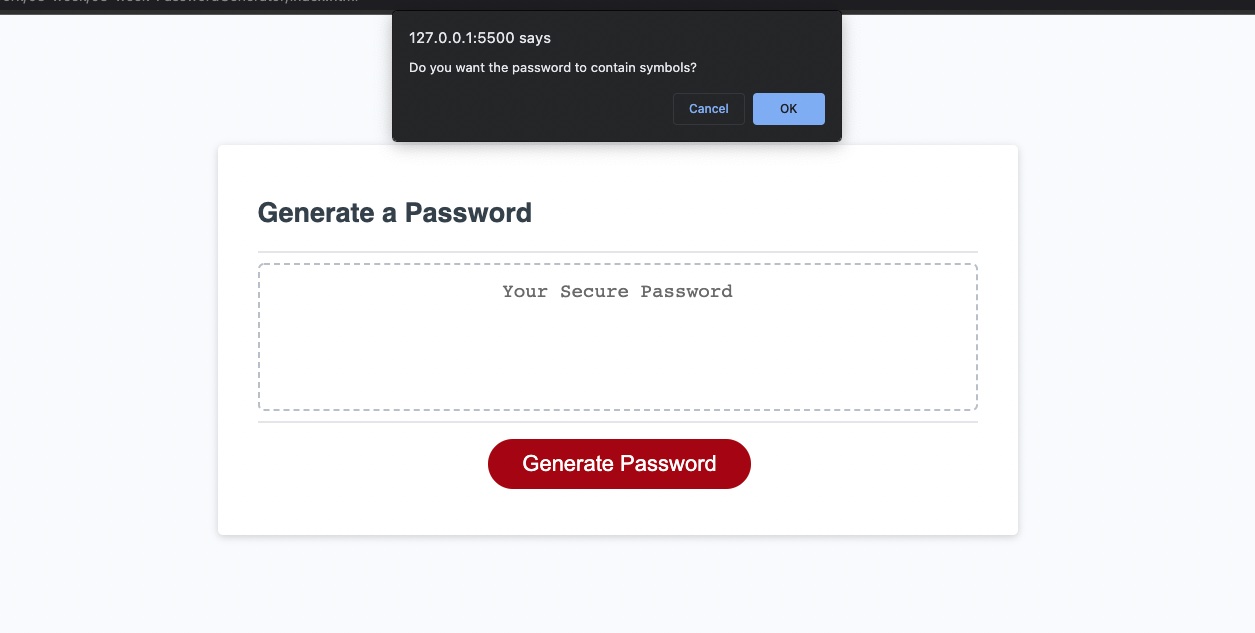 127.0.0.1:5500 says
Do you want the password to contain symbols?
Cancel
OK
Generate a Password
Your Secure Password
Generate Password